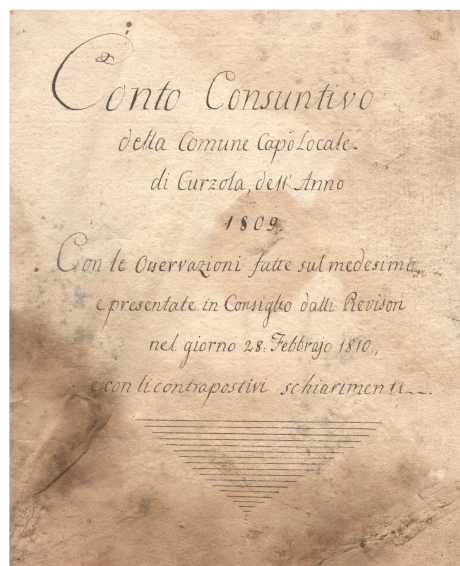 Conto Consuntivo
della Comune Capo Locale
di Curzola, dell' Anno
1809
Con le Osservazioni fatte sul medesimo,
e presentate in Consiglio dalli Revisori
nel giorno 28: Febbrajo 1810.,
e con li contrapostivi schiarimenti